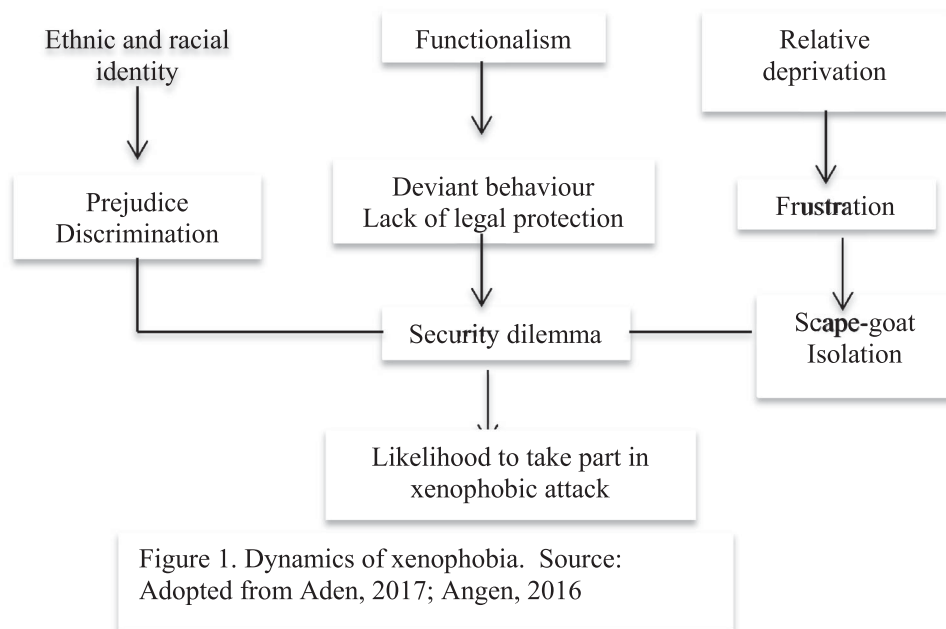 Ethnic and racial
identity
Functionalism
Relative
deprivation
Prejudice
Discrimination
Deviant behaviour
Lack of legal protection
Frustration
Security dilemma
Scape-goat
Isolation
Likelihood to take part in
xenophobic attack
Figure 1. Dynamics of xenophobia. Source:
Adopted from Aden, 2017; Angen, 2016